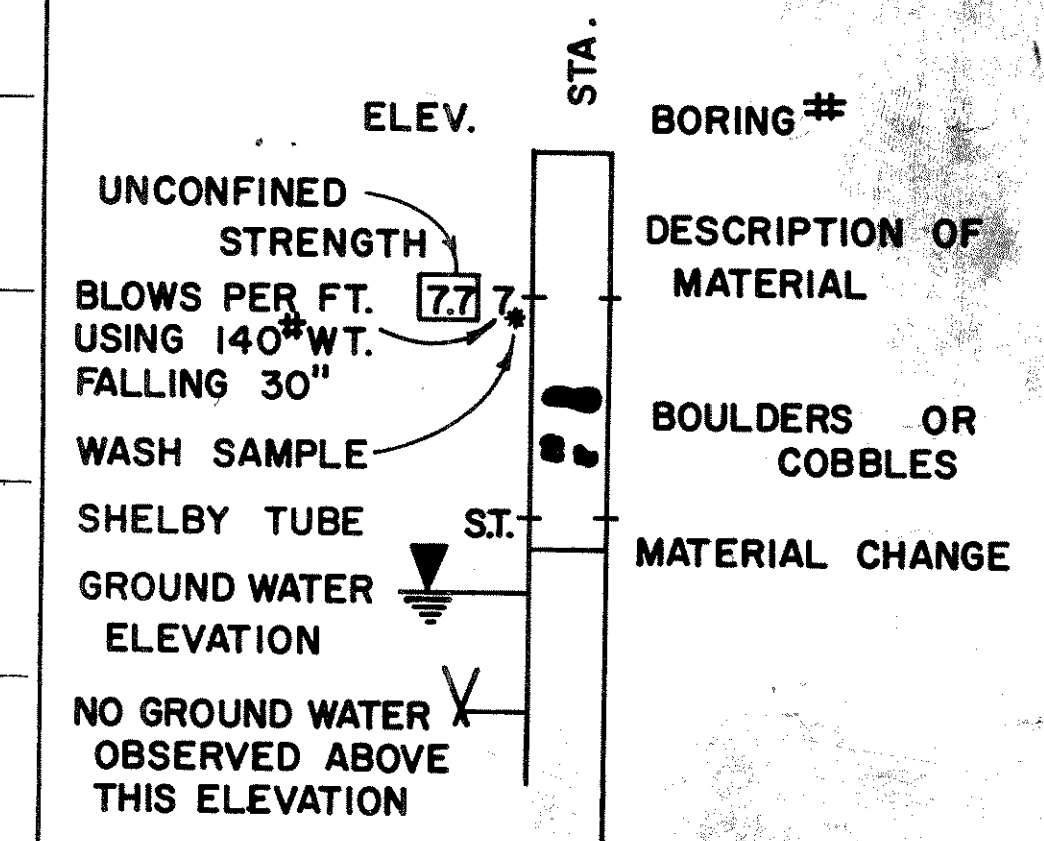 STA.
ELEV.
BORING #
UNCONFINED
STRENGTH
DESCRIPTION OF
MATERIAL
BLOWS PER FT.
7.7 7*
USING 140# WT.
FALLING 30"
BOULDERS OR
COBBLES
WASH SAMPLE
SHELBY TUBE
S.T.
MATERIAL CHANGE
GROUND WATER
ELEVATION
NO GROUND WATER
OBSERVED ABOVE
THIS ELEVATION